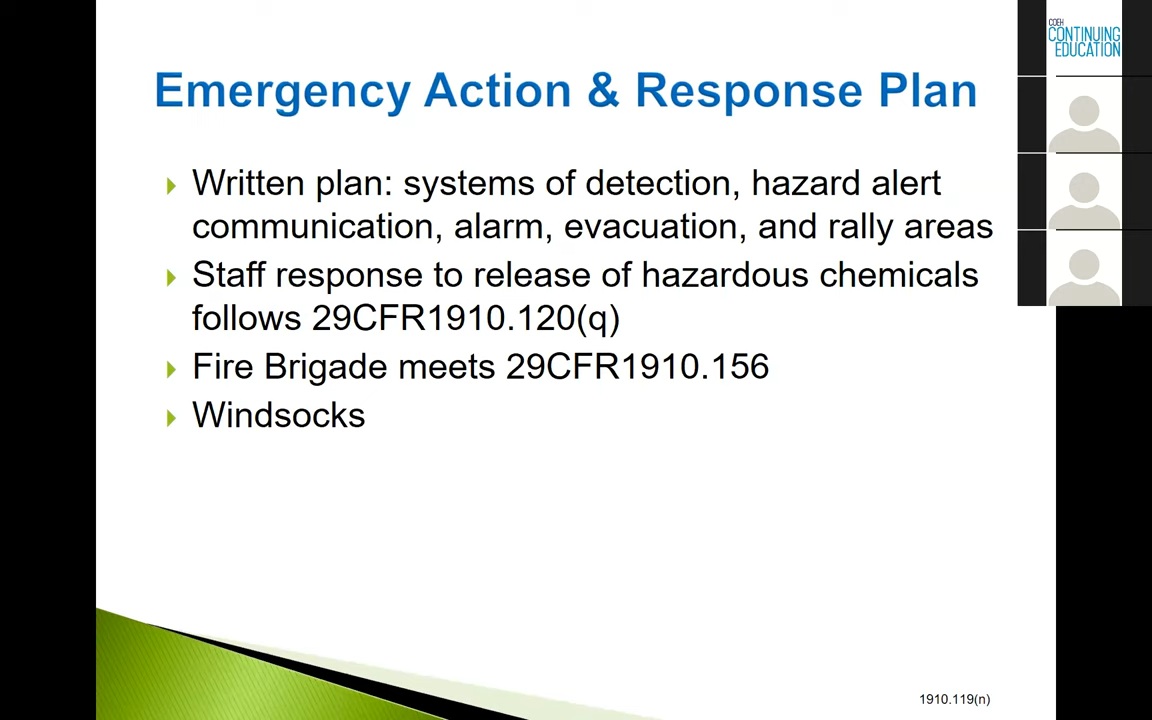 COEH
CONTINUING
EDUCATION
Emergency Action & Response Plan
Written plan: systems of detection, hazard alert
communication, alarm, evacuation, and rally areas
Staff response to release of hazardous chemicals
follows 29CFR1910.120(q)
Fire Brigade meets 29CFR1910.156
Windsocks
1910.119(n)